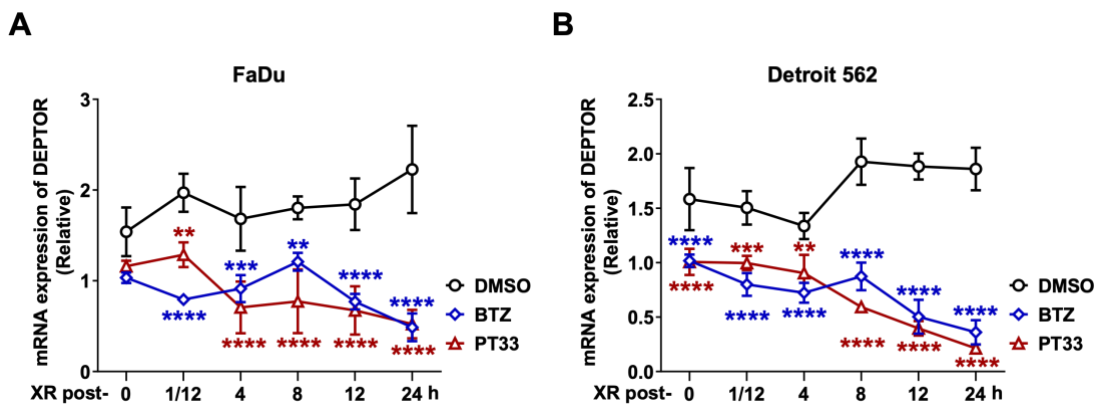 A
FaDu
mRNA expression of DEPTOR
(Relative)
3
2
1
0
**
****
***
**
****
****
****
****
****
****
DMSO
BTZ
PT33
XR post- 0 1/12 4 8 12 24 h
B
Detroit 562
mRNA expression of DEPTOR
(Relative)
2.5
2.0
1.5
1.0
0.5
0.0
****
****
***
****
**
****
****
****
****
****
****
****
DMSO
BTZ
PT33
XR post- 0 1/12 4 8 12 24 h